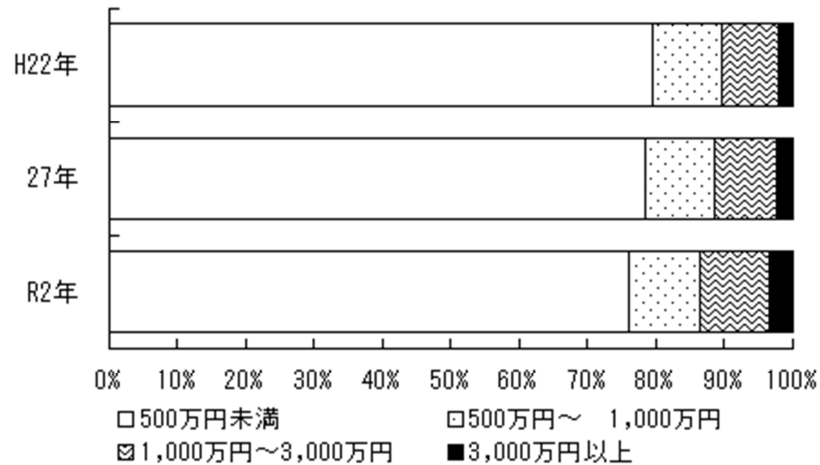 H22年
27年
R2年
0% 10% 20% 30% 40% 50% 60% 70% 80% 90% 100%
500万円未満 500万円～ 1,000万円
1,000万円～3,000万円 3,000万円以上